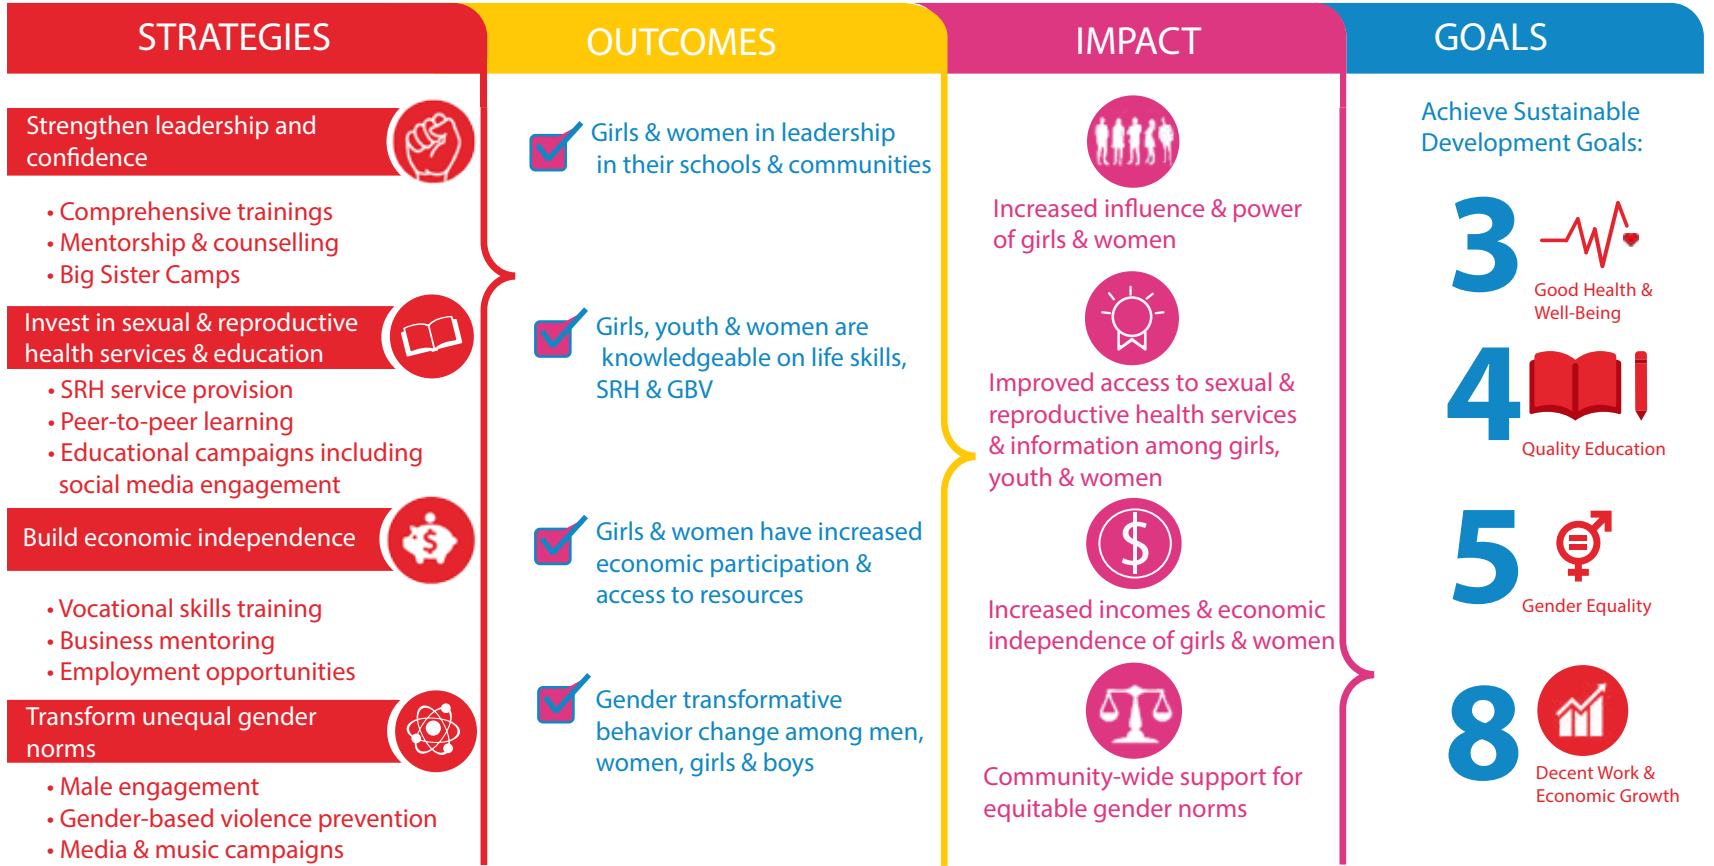 STRATEGIES
Strengthen leadership and
confidence
• Comprehensive trainings
• Mentorship & counselling
• Big Sister Camps
Invest in sexual & reproductive
health services & education
• SRH service provision
• Peer-to-peer learning
• Educational campaigns including
social media engagement
Build economic independence
$
• Vocational skills training
• Business mentoring
• Employment opportunities
Transform unequal gender
norms
• Male engagement
• Gender-based violence prevention
• Media & music campaigns
OUTCOMES
Girls & women in leadership
in their schools & communities
Girls, youth & women are
knowledgeable on life skills,
SRH & GBV
Girls & women have increased
economic participation &
access to resources
Gender transformative
behavior change among men,
women, girls & boys
IMPACT
Increased influence & power
of girls & women
Improved access to sexual &
reproductive health services
& information among girls,
youth & women
$
Increased incomes & economic
independence of girls & women
Community-wide support for
equitable gender norms
GOALS
Achieve Sustainable
Development Goals:
3
Good Health &
Well-Being
4
Quality Education
5
Gender Equality
8
Decent Work &
Economic Growth